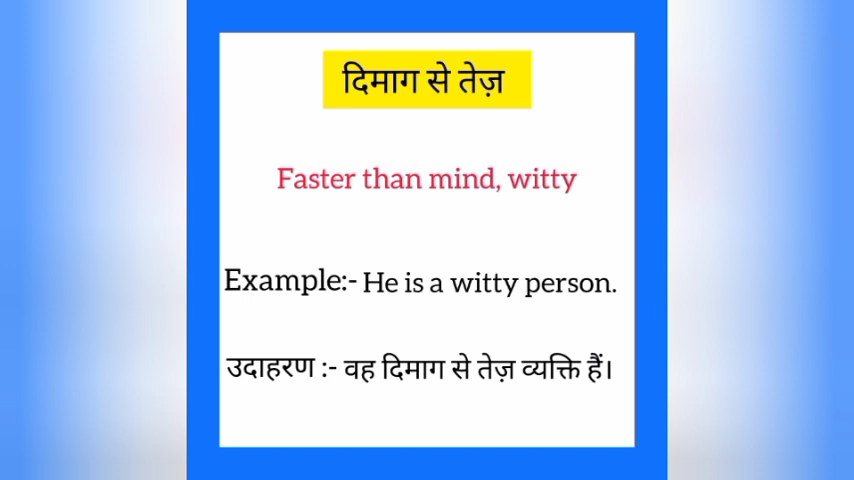 दिमाग से तेज़
Faster than mind, witty
Example:- He is a witty person.
उदाहरण :- वह दिमाग से तेज़ व्यक्ति हैं।